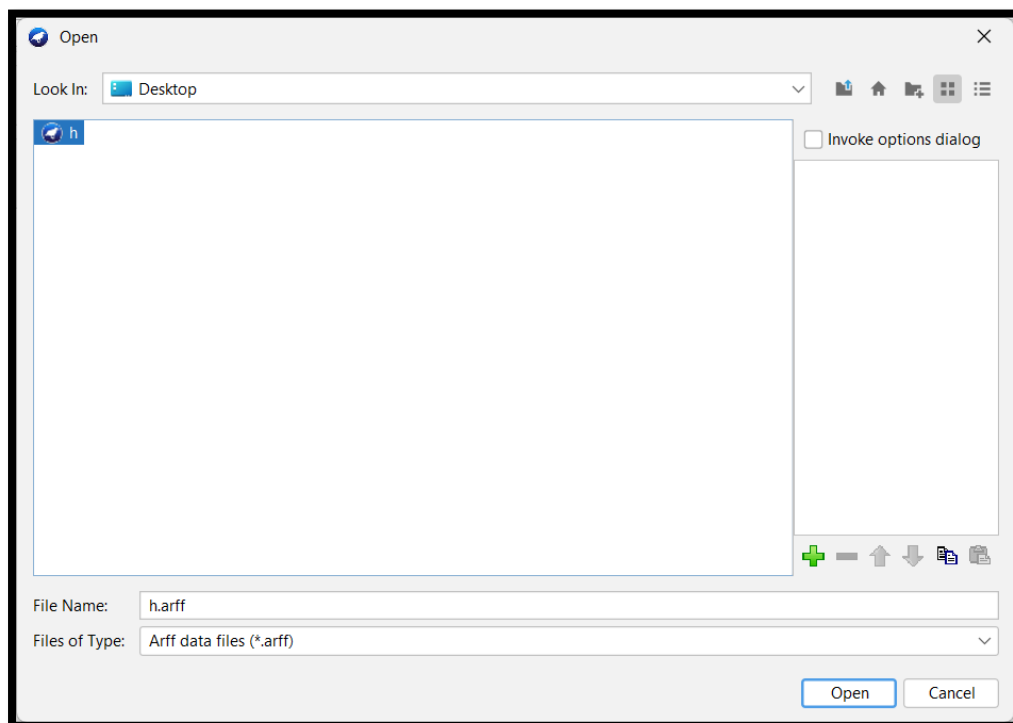 Open
Look In: Desktop
h
Invoke options dialog
File Name: h.arff
Files of Type: Arff data files (*.arff)
Open Cancel